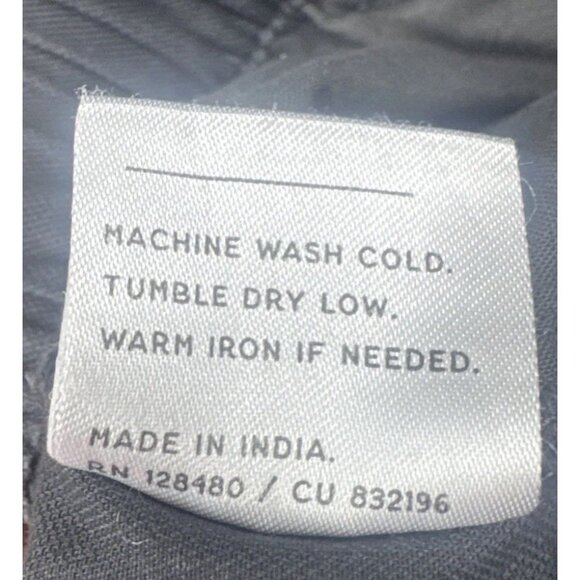 MACHINE WASH COLD.
TUMBLE DRY LOW.
WARM IRON IF NEEDED.
MADE IN INDIA.
RN 128480 / CU 832196